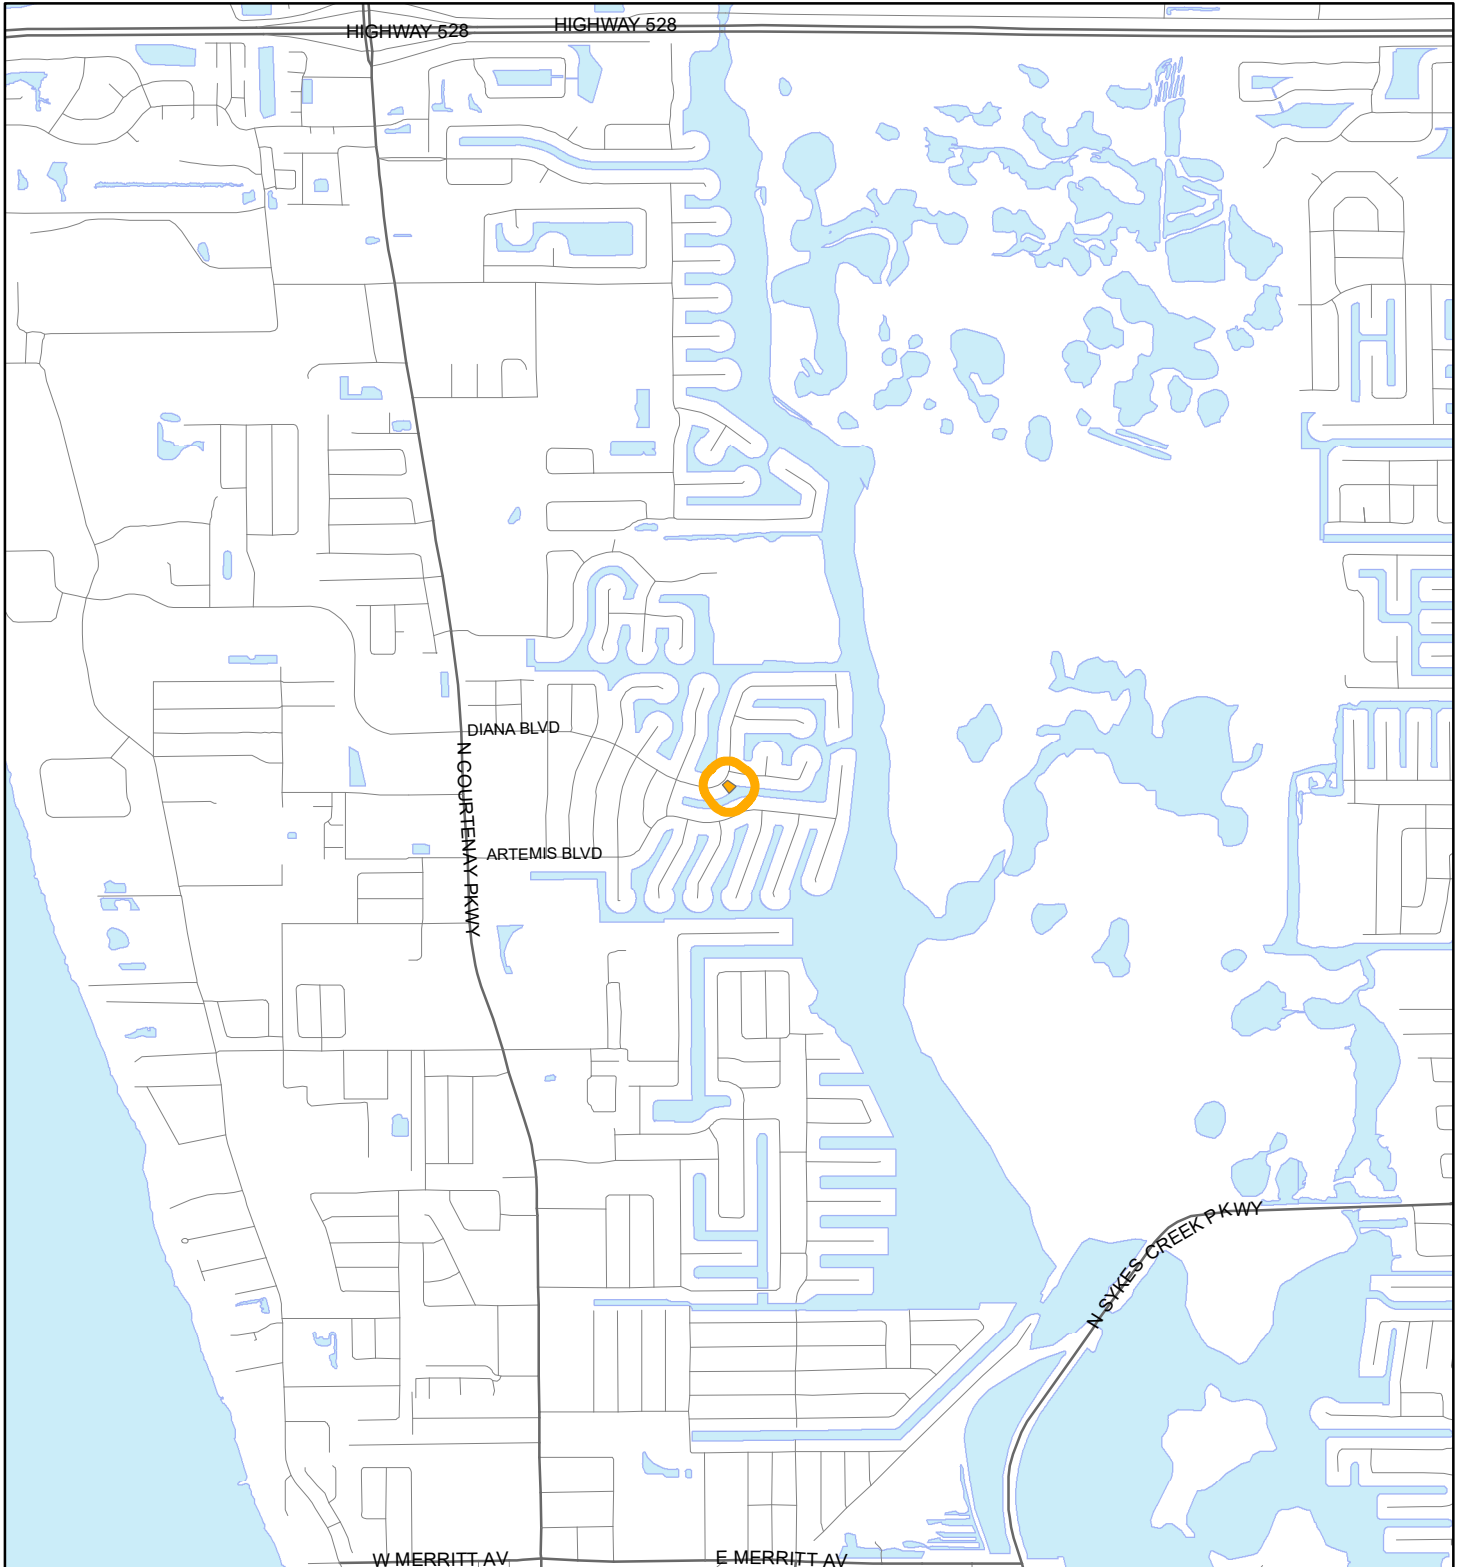 HIGHWAY 528
HIGHWAY 528
DIANA BLVD
N COURTENAY PKWY
ARTEMIS BLVD
N SYKES CREEK PKWY
W MERRITT AV
E MERRITT AV